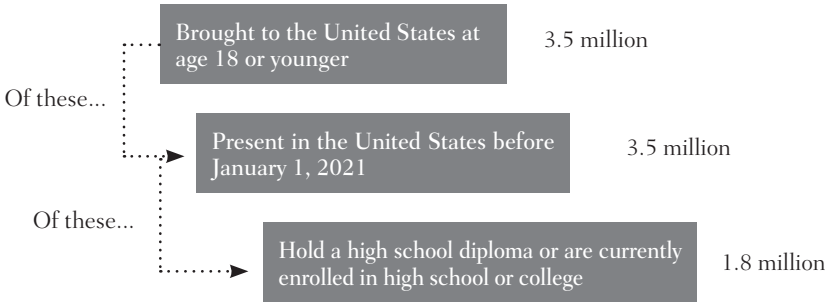 Brought to the United States at
age 18 or younger
3.5 million
Of these...
Present in the United States before
January 1, 2021
3.5 million
Of these...
Hold a high school diploma or are currently
enrolled in high school or college
1.8 million